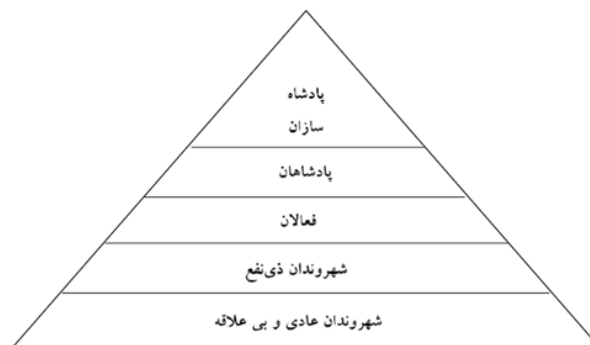 پادشاه
سازان
پادشاهان
فعالان
شهروندان ذی‌نفع
شهروندان عادی و بی علاقه